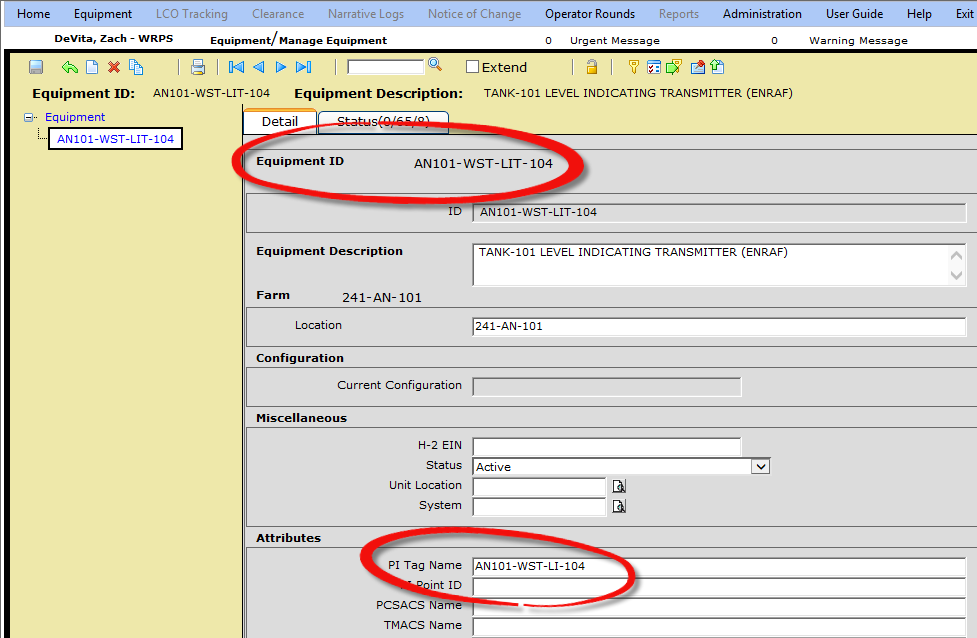 Home Equipment LCO Tracking Clearance Narrative Logs Notice of Change Operator Rounds Reports Administration User Guide Help Exit
DeVita, Zach - WRPS Equipment/Manage Equipment 0 Urgent Message 0 Warning Message
Extend
Equipment ID: AN101-WST-LIT-104 Equipment Description: TANK-101 LEVEL INDICATING TRANSMITTER (ENRAF)
Equipment
AN101-WST-LIT-104
Detail Status(0/65/8)
Equipment ID AN101-WST-LIT-104
ID AN101-WST-LIT-104
Equipment Description TANK-101 LEVEL INDICATING TRANSMITTER (ENRAF)
Farm 241-AN-101
Location 241-AN-101
Configuration
Current Configuration
Miscellaneous
H-2 EIN
Status Active
Unit Location
System
Attributes
PI Tag Name AN101-WST-LI-104
PI Point ID
PCSACS Name
TMACS Name